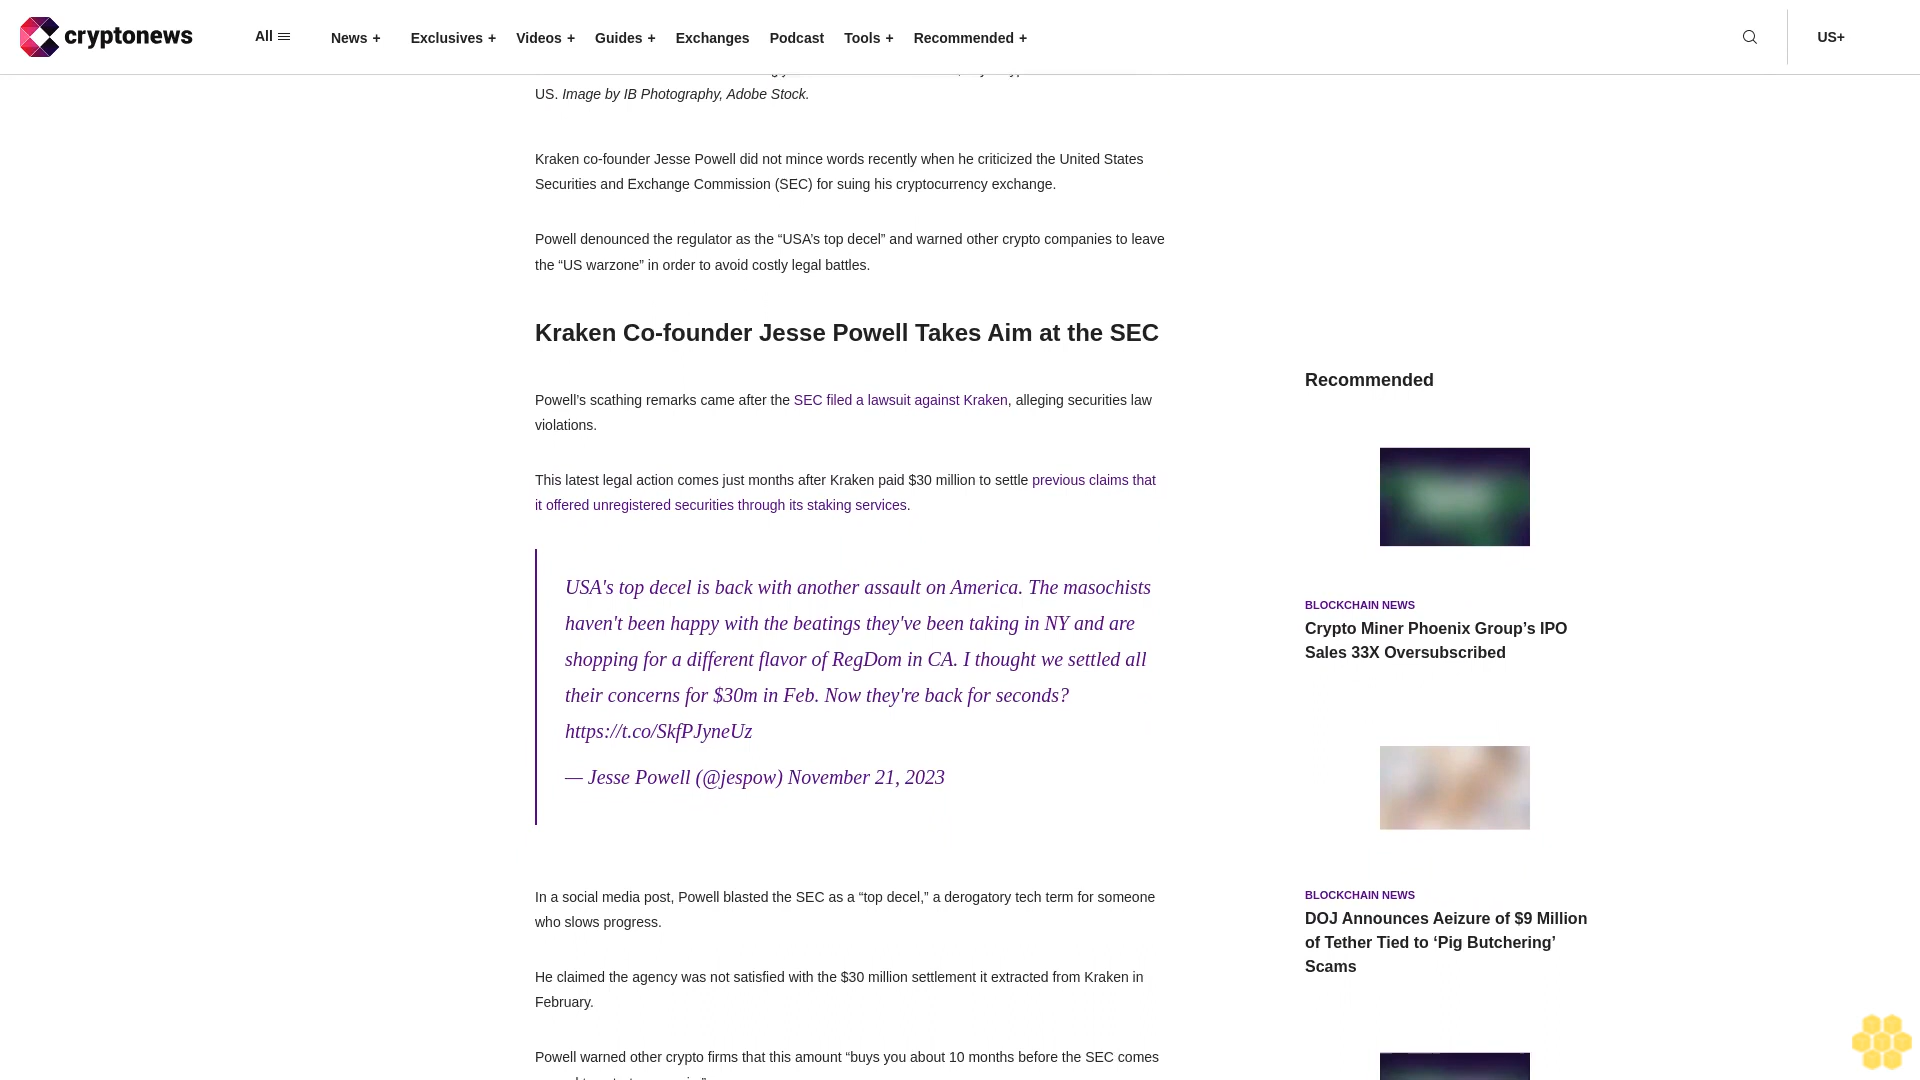 cryptonews
All
News +
Exclusives +
Videos +
Guides +
Exchanges
Podcast
Tools +
Recommended +
US+
US. Image by IB Photography, Adobe Stock.
Kraken co-founder Jesse Powell did not mince words recently when he criticized the United States
Securities and Exchange Commission (SEC) for suing his cryptocurrency exchange.
Powell denounced the regulator as the “USA’s top decel” and warned other crypto companies to leave
the “US warzone” in order to avoid costly legal battles.
Kraken Co-founder Jesse Powell Takes Aim at the SEC
Powell’s scathing remarks came after the SEC filed a lawsuit against Kraken, alleging securities law
violations.
This latest legal action comes just months after Kraken paid $30 million to settle previous claims that
it offered unregistered securities through its staking services.
USA's top decel is back with another assault on America. The masochists
haven't been happy with the beatings they've been taking in NY and are
shopping for a different flavor of RegDom in CA. I thought we settled all
their concerns for $30m in Feb. Now they're back for seconds?
https://t.co/SkfPJyneUz
— Jesse Powell (@jespow) November 21, 2023
In a social media post, Powell blasted the SEC as a “top decel,” a derogatory tech term for someone
who slows progress.
He claimed the agency was not satisfied with the $30 million settlement it extracted from Kraken in
February.
Powell warned other crypto firms that this amount “buys you about 10 months before the SEC comes
Recommended
BLOCKCHAIN NEWS
Crypto Miner Phoenix Group’s IPO
Sales 33X Oversubscribed
BLOCKCHAIN NEWS
DOJ Announces Aeizure of $9 Million
of Tether Tied to ‘Pig Butchering’
Scams